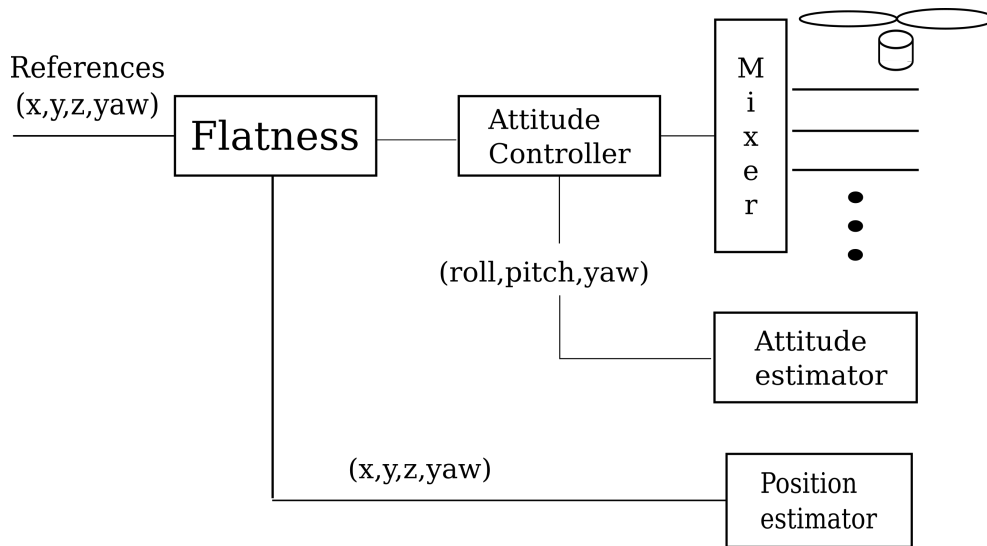 References
(x,y,z,yaw)
Flatness
Attitude
Controller
M
i
x
e
r
(roll,pitch,yaw)
Attitude
estimator
(x,y,z,yaw)
Position
estimator